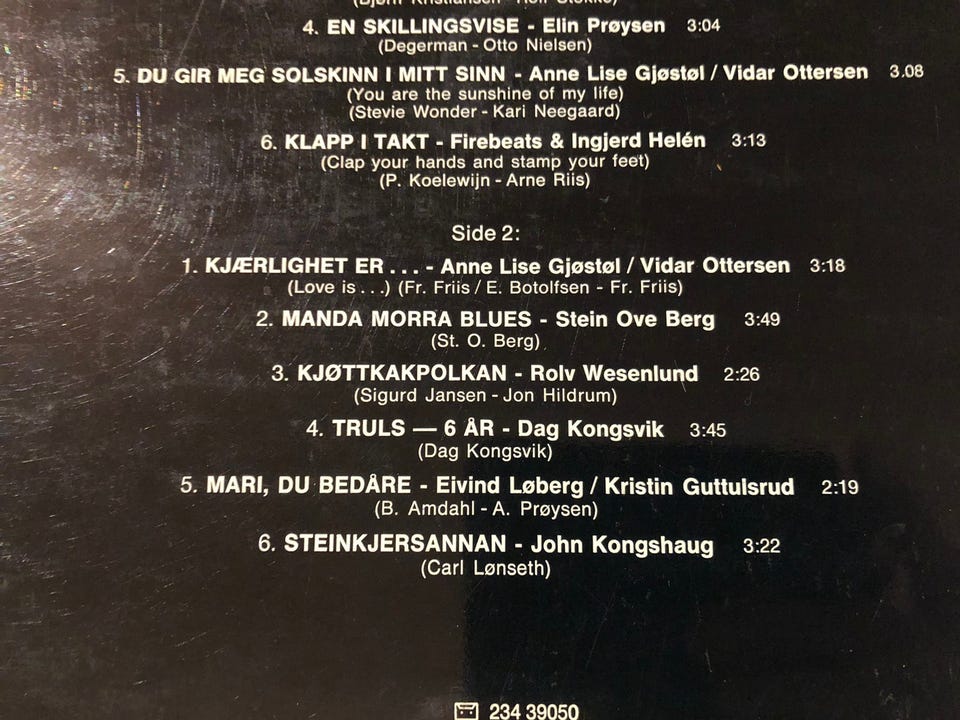 (Bjørn Kristiansen - Rolf Stokke)
4. EN SKILLINGSVISE - Elin Prøysen 3:04
(Degerman - Otto Nielsen)
5. DU GIR MEG SOLSKINN I MITT SINN - Anne Lise Gjøstøl / Vidar Ottersen 3.08
(You are the sunshine of my life)
(Stevie Wonder - Kari Neegaard)
6. KLAPP I TAKT - Firebeats & Ingjerd Helén 3:13
(Clap your hands and stamp your feet)
(P. Koelewijn - Arne Riis)
Side 2:
1. KJÆRLIGHET ER . . . - Anne Lise Gjøstøl / Vidar Ottersen 3:18
(Love is . . .) (Fr. Friis / E. Botolfsen - Fr. Friis)
2. MANDA MORRA BLUES - Stein Ove Berg 3:49
(St. O. Berg)
3. KJØTTKAKPOLKAN - Rolv Wesenlund 2:26
(Sigurd Jansen - Jon Hildrum)
4. TRULS — 6 ÅR - Dag Kongsvik 3:45
(Dag Kongsvik)
5. MARI, DU BEDÅRE - Eivind Løberg / Kristin Guttulsrud 2:19
(B. Amdahl - A. Prøysen)
6. STEINKJERSANNAN - John Kongshaug 3:22
(Carl Lønseth)
234 39050